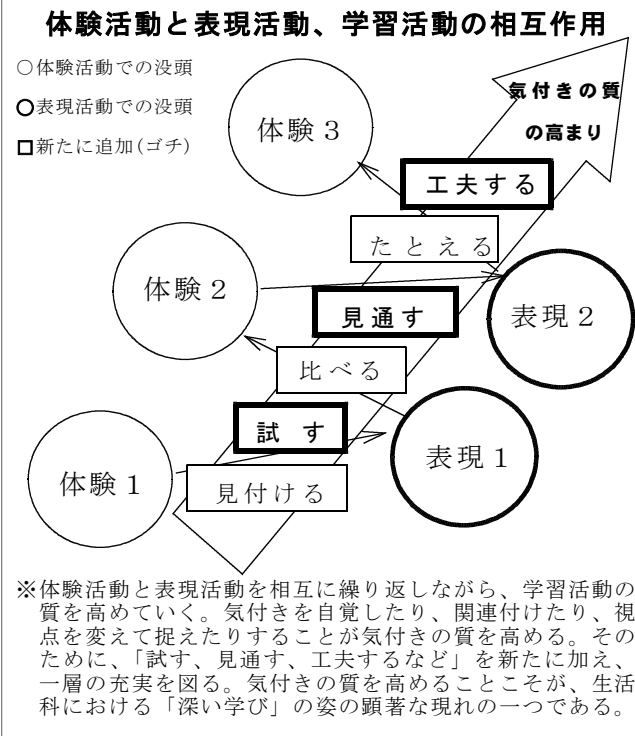 体験活動と表現活動、学習活動の相互作用
○体験活動での没頭
○表現活動での没頭
□新たに追加(ゴチ)
気付きの質
の高まり
体験３
工夫する
たとえる
体験２
見通す
表現２
比べる
試す
表現１
体験１
見付ける
※体験活動と表現活動を相互に繰り返しながら、学習活動の
質を高めていく。気付きを自覚したり、関連付けたり、視
点を変えて捉えたりすることが気付きの質を高める。その
ために、「試す、見通す、工夫するなど」を新たに加え、
一層の充実を図る。気付きの質を高めることこそが、生活
科における「深い学び」の姿の顕著な現れの一つである。